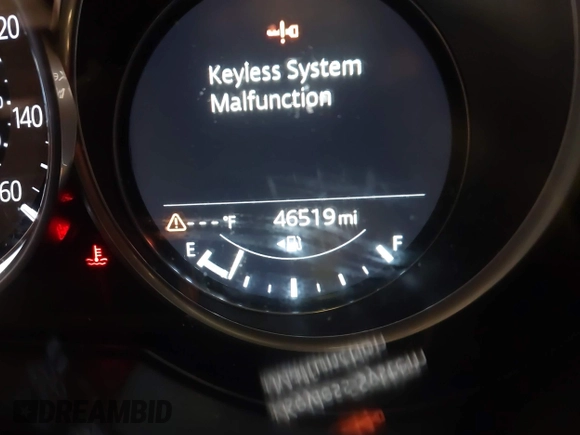 20
Keyless System
Malfunction
140
60
---°F 46519 mi
E F
DREAMBID